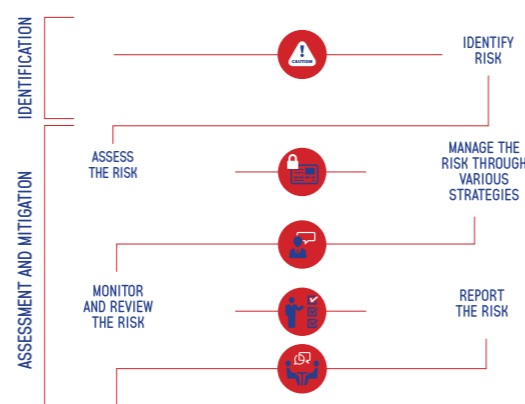 IDENTIFICATION
CAUTION
IDENTIFY
RISK
ASSESSMENT AND MITIGATION
ASSESS
THE RISK
MANAGE THE
RISK THROUGH
VARIOUS
STRATEGIES
MONITOR
AND REVIEW
THE RISK
REPORT
THE RISK